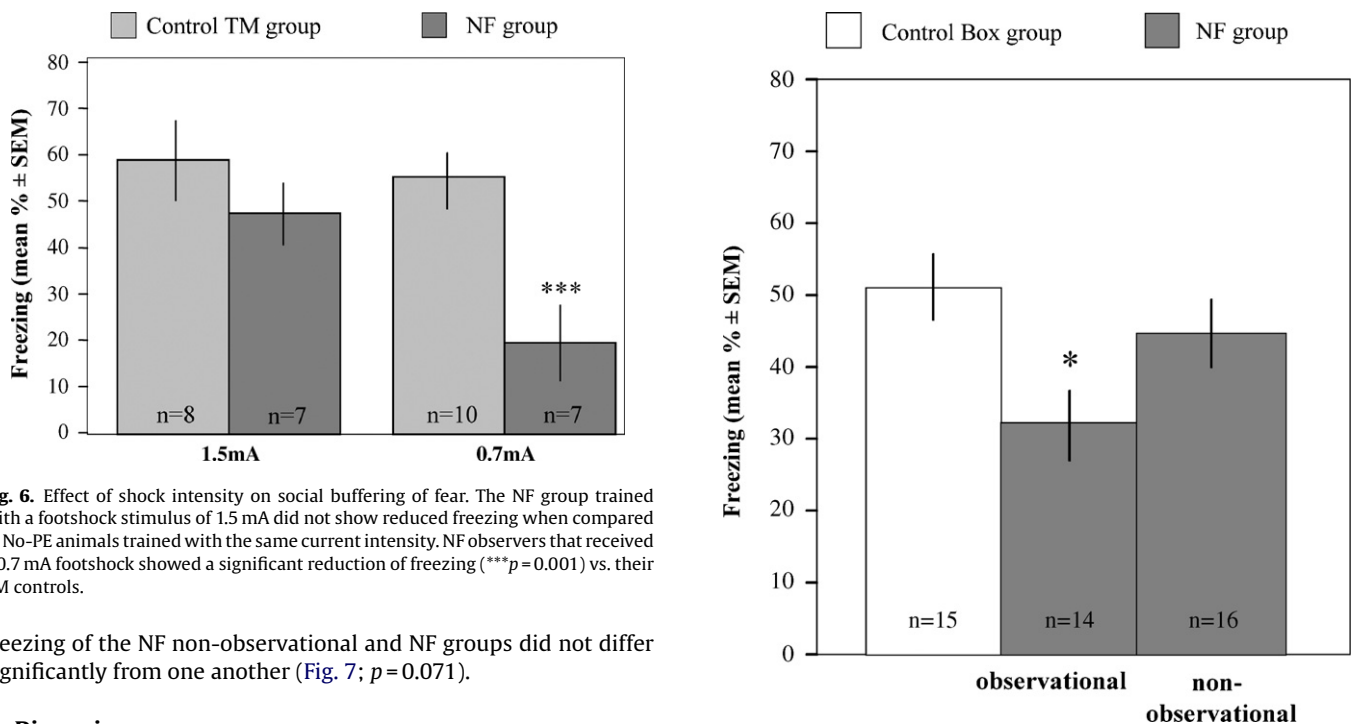 Control TM group NF group
Freezing (mean % ± SEM)
80
70
60
50
40
30
20
10
0
***
n=8 n=7 n=10 n=7
1.5mA 0.7mA
g. 6. Effect of shock intensity on social buffering of fear. The NF group trained
ith a footshock stimulus of 1.5 mA did not show reduced freezing when compared
No-PE animals trained with the same current intensity. NF observers that received
0.7 mA footshock showed a significant reduction of freezing (***p = 0.001) vs. their
M controls.
eezing of the NF non-observational and NF groups did not differ
gnificantly from one another (Fig. 7; p = 0.071).
Control Box group NF group
Freezing (mean % ± SEM)
80
70
60
50
40
30
20
10
0
*
n=15 n=14 n=16
observational non-
observational